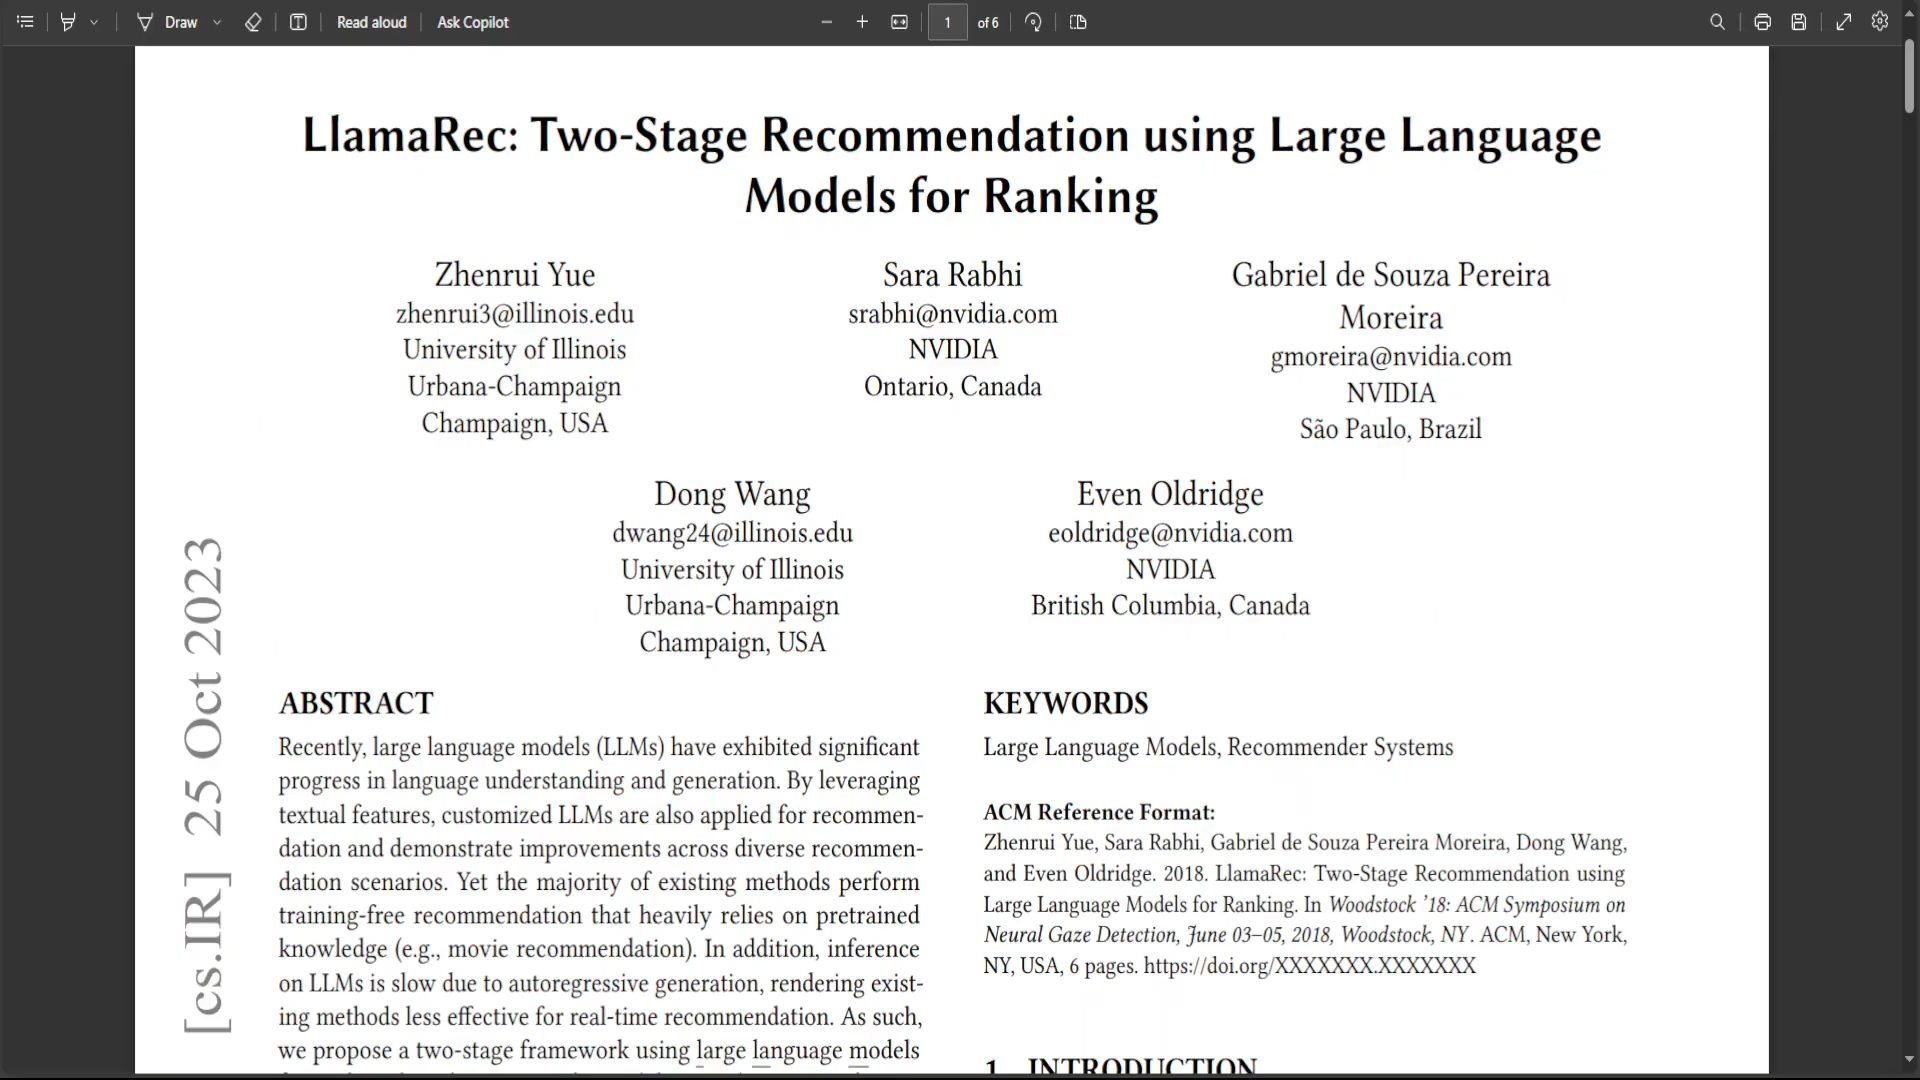 Draw
Read aloud
Ask Copilot
1 of 6
LlamaRec: Two-Stage Recommendation using Large Language
Models for Ranking
Zhenrui Yue
zhenrui3@illinois.edu
University of Illinois
Urbana-Champaign
Champaign, USA
Sara Rabhi
srabhi@nvidia.com
NVIDIA
Ontario, Canada
Gabriel de Souza Pereira
Moreira
gmoreira@nvidia.com
NVIDIA
São Paulo, Brazil
Dong Wang
dwang24@illinois.edu
University of Illinois
Urbana-Champaign
Champaign, USA
Even Oldridge
eoldridge@nvidia.com
NVIDIA
British Columbia, Canada
[cs.IR] 25 Oct 2023
ABSTRACT
Recently, large language models (LLMs) have exhibited significant
progress in language understanding and generation. By leveraging
textual features, customized LLMs are also applied for recommen-
dation and demonstrate improvements across diverse recommen-
dation scenarios. Yet the majority of existing methods perform
training-free recommendation that heavily relies on pretrained
knowledge (e.g., movie recommendation). In addition, inference
on LLMs is slow due to autoregressive generation, rendering exist-
ing methods less effective for real-time recommendation. As such,
we propose a two-stage framework using large language models
KEYWORDS
Large Language Models, Recommender Systems
ACM Reference Format:
Zhenrui Yue, Sara Rabhi, Gabriel de Souza Pereira Moreira, Dong Wang,
and Even Oldridge. 2018. LlamaRec: Two-Stage Recommendation using
Large Language Models for Ranking. In Woodstock ’18: ACM Symposium on
Neural Gaze Detection, June 03–05, 2018, Woodstock, NY. ACM, New York,
NY, USA, 6 pages. https://doi.org/XXXXXXX.XXXXXXX
1 INTRODUCTION